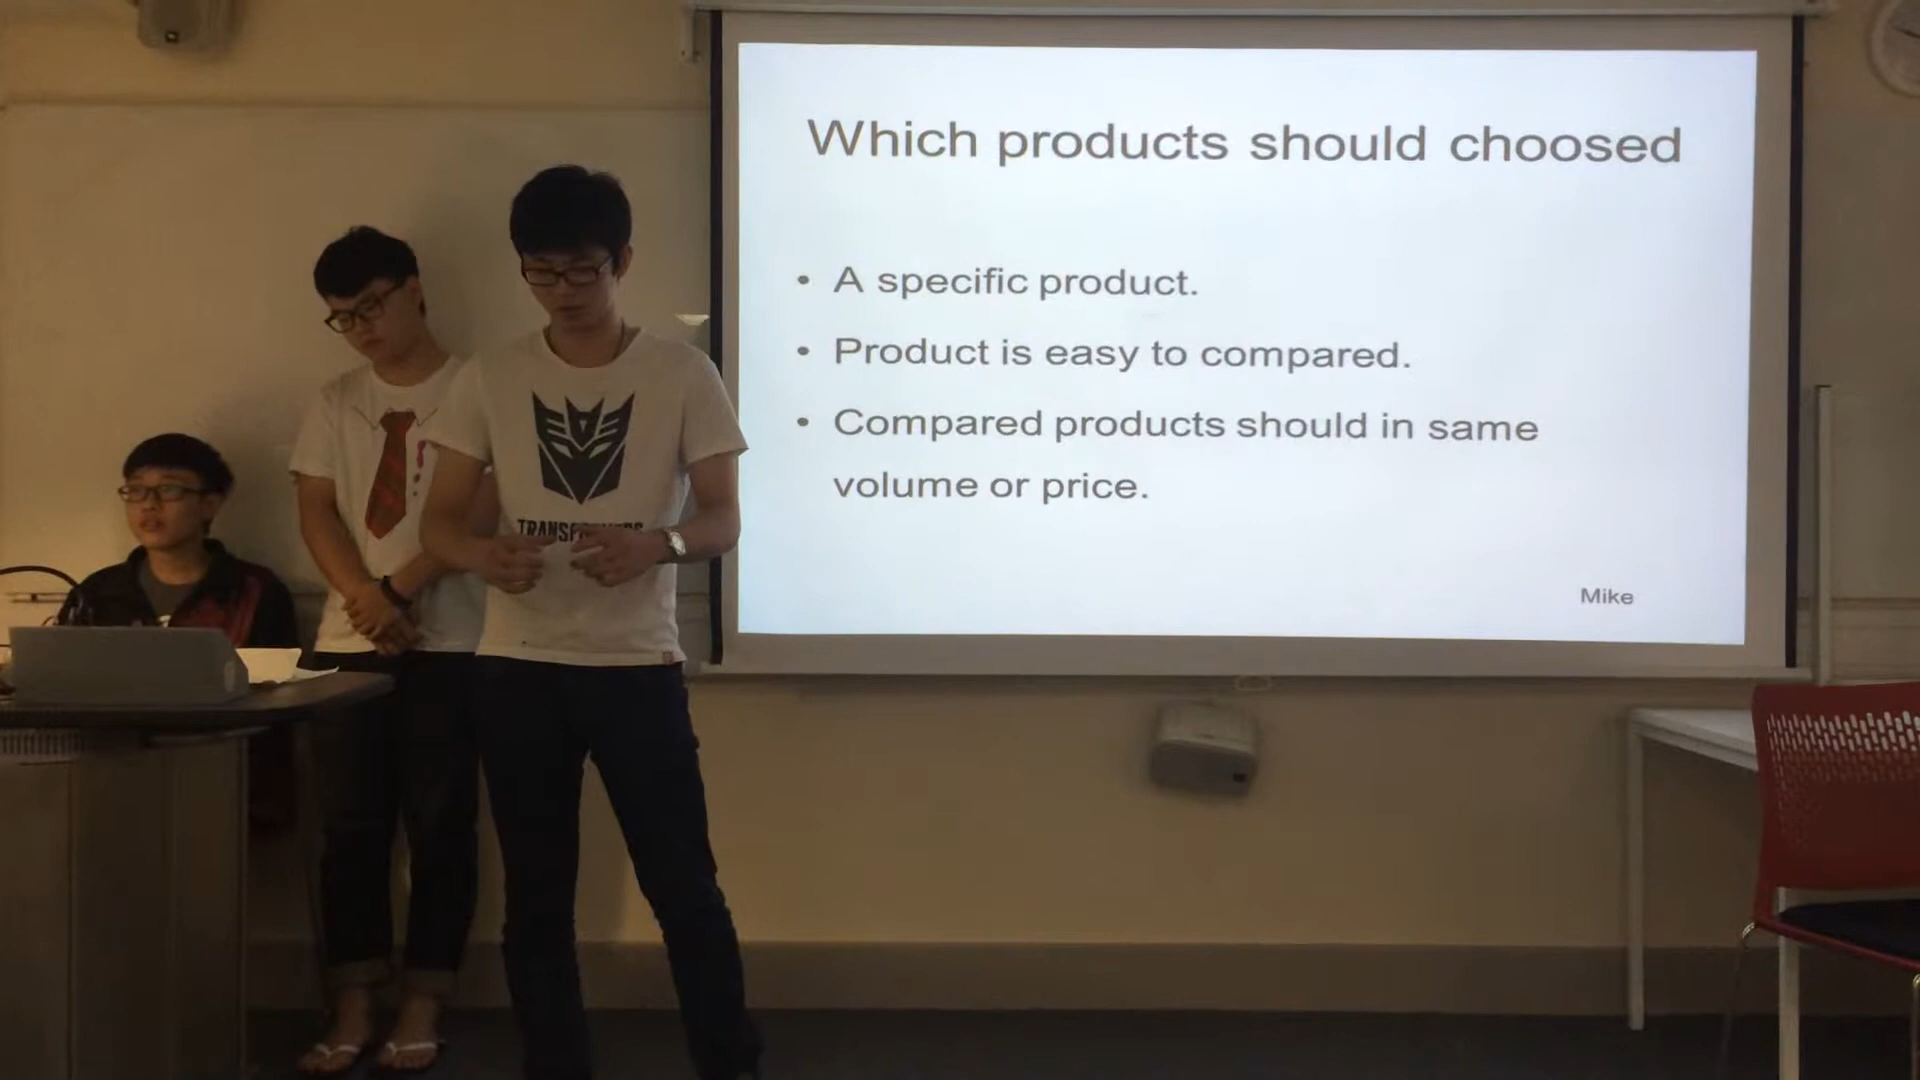 Which products should choosed
• A specific product.
• Product is easy to compared.
• Compared products should in same
volume or price.
Mike